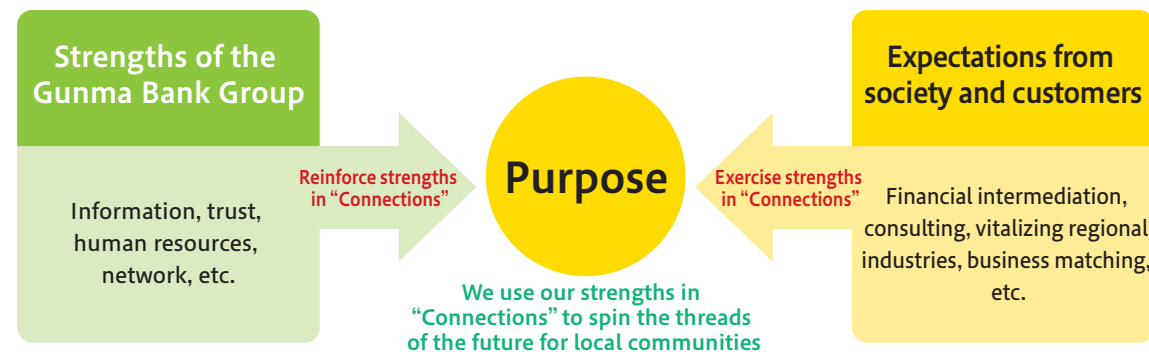 Strengths of the
Gunma Bank Group
Information, trust,
human resources,
network, etc.
Reinforce strengths
in “Connections”
Purpose
We use our strengths in
“Connections” to spin the threads
of the future for local communities
Exercise strengths
in “Connections”
Expectations from
society and customers
Financial intermediation,
consulting, vitalizing regional
industries, business matching,
etc.